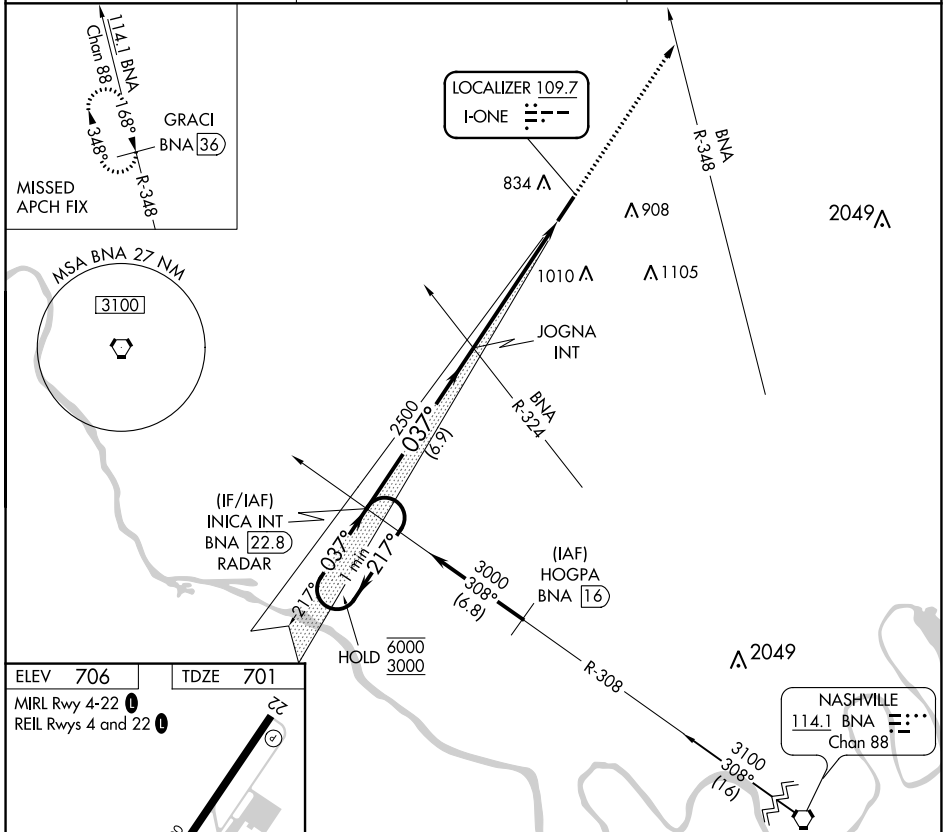 114.1 BNA
Chan 88
168°
348°
R-348
GRACI
BNA 36
MISSED
APCH FIX
LOCALIZER 109.7
I-ONE
BNA
R-348
834
908
2049
1010
1105
MSA BNA 27 NM
3100
JOGNA
INT
BNA
R-324
2500
037°
(6.9)
(IF/IAF)
INICA INT
BNA 22.8
RADAR
037°
1 min
217°
217°
HOLD
6000
3000
3000
308°
(6.8)
(IAF)
HOGPA
BNA 16
R-308
2049
NASHVILLE
114.1 BNA
Chan 88
3100
308°
(16)
ELEV 706
TDZE 701
MIRL Rwy 4-22 L
REIL Rwys 4 and 22 L
22
P